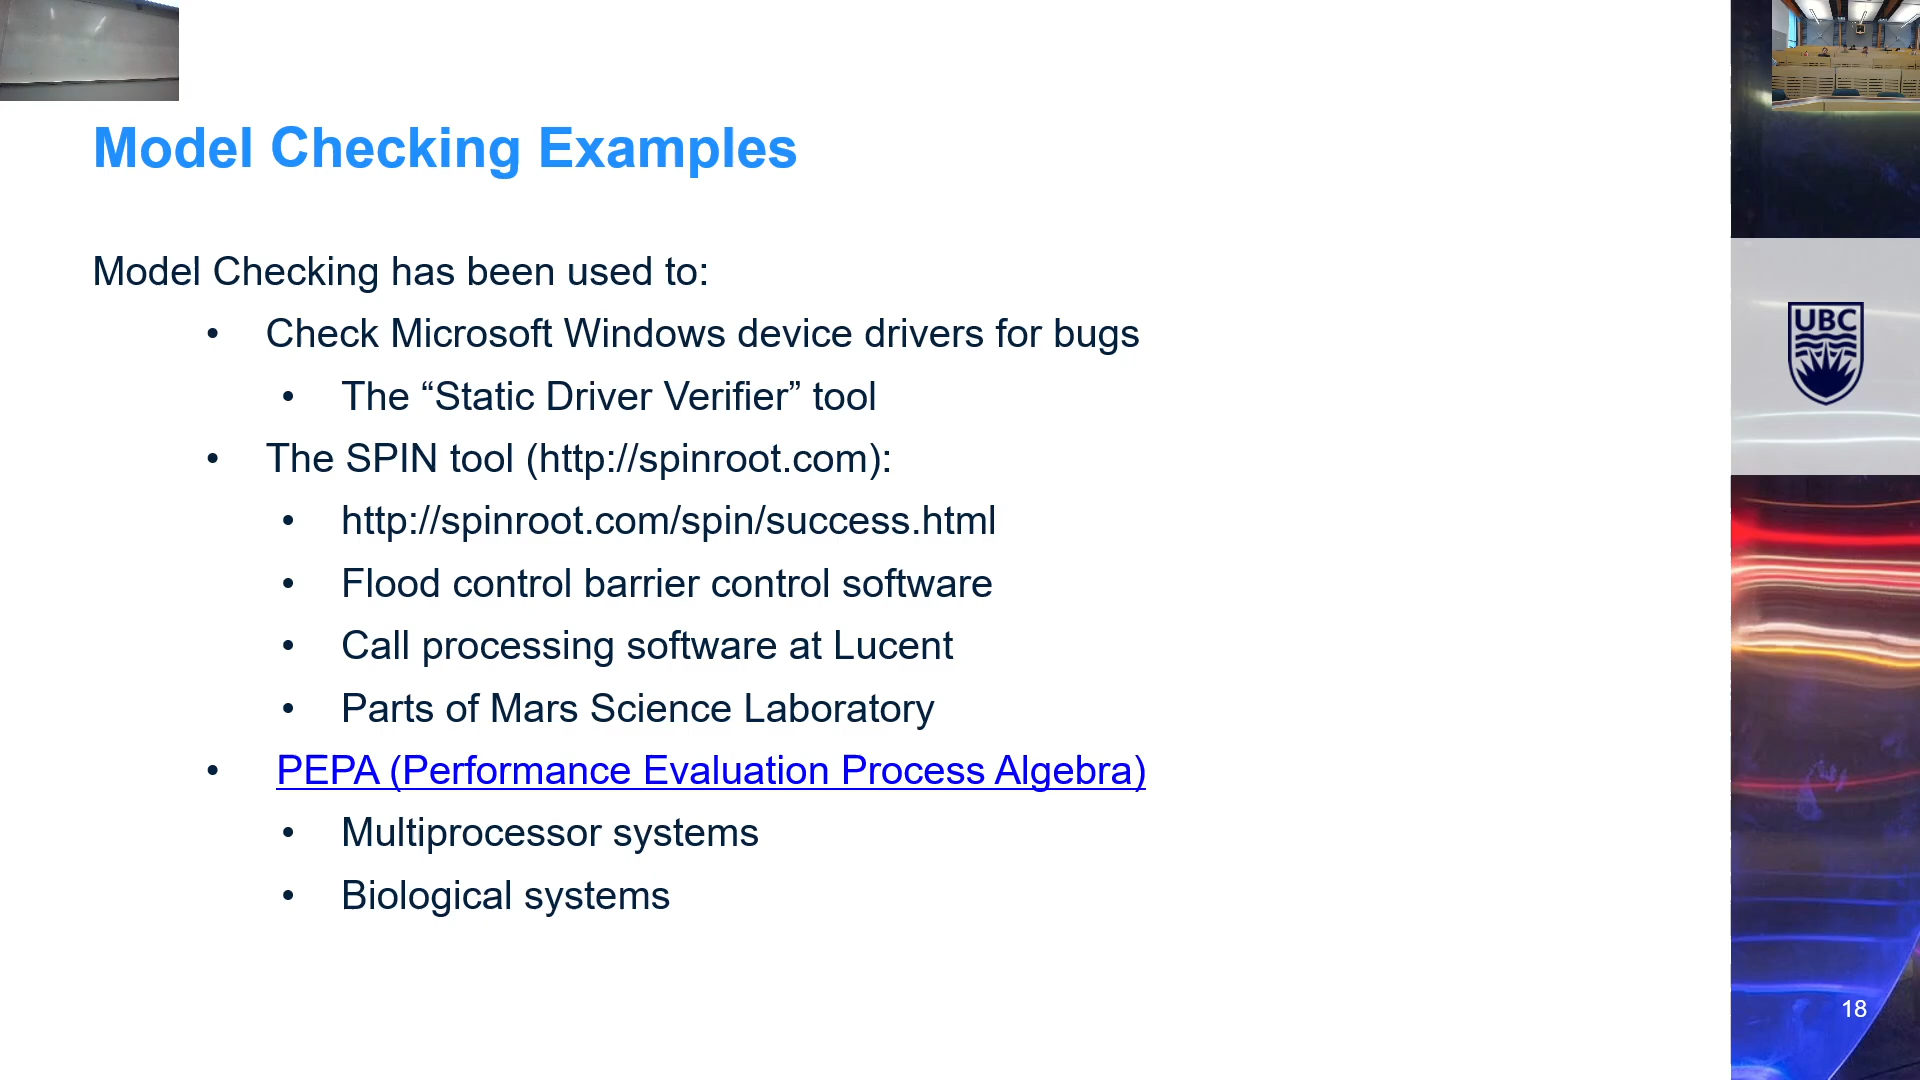 Model Checking Examples
Model Checking has been used to:
• Check Microsoft Windows device drivers for bugs
• The “Static Driver Verifier” tool
• The SPIN tool (http://spinroot.com):
• http://spinroot.com/spin/success.html
• Flood control barrier control software
• Call processing software at Lucent
• Parts of Mars Science Laboratory
• PEPA (Performance Evaluation Process Algebra)
• Multiprocessor systems
• Biological systems
UBC
18